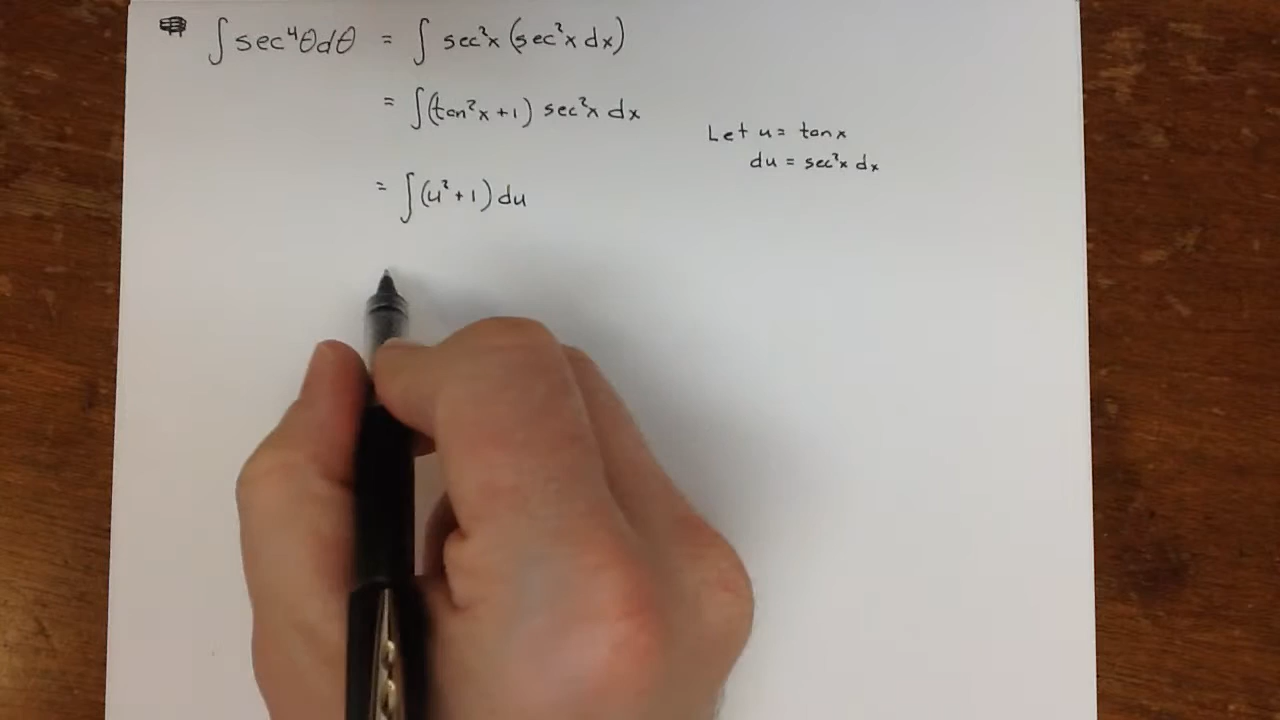 ∫ sec⁴θdθ = ∫ sec²x (sec²x dx)
= ∫(tan²x + 1) sec²x dx
Let u = tan x
du = sec²x dx
= ∫(u² + 1) du